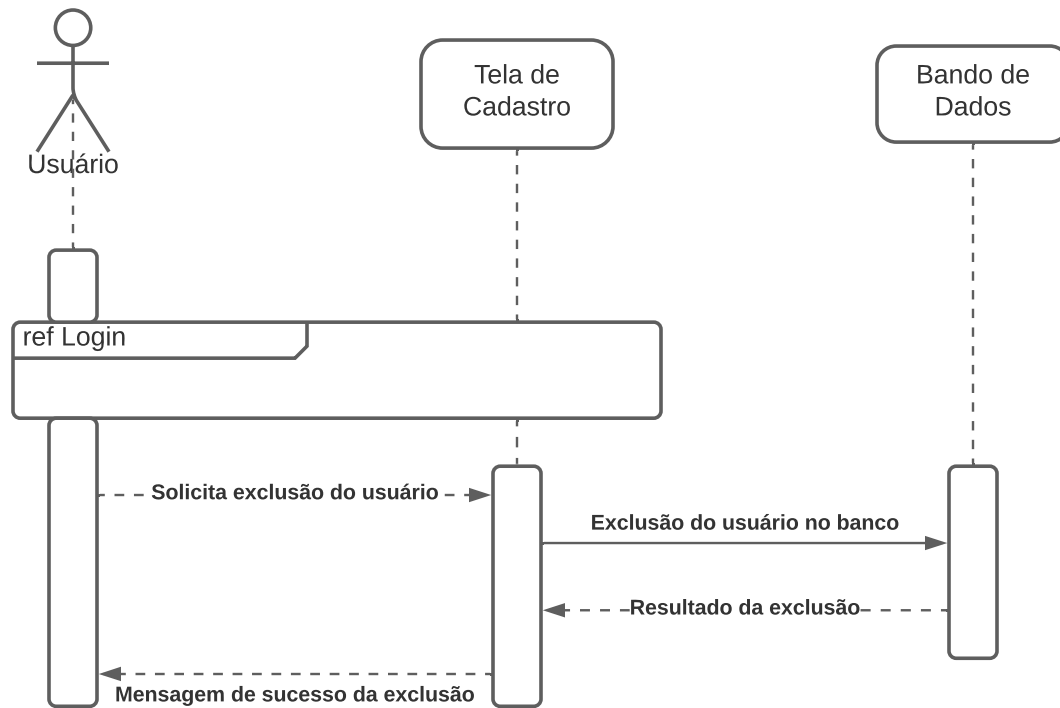 Usuário
Tela de
Cadastro
Bando de
Dados
ref Login
Solicita exclusão do usuário
Exclusão do usuário no banco
Resultado da exclusão
Mensagem de sucesso da exclusão